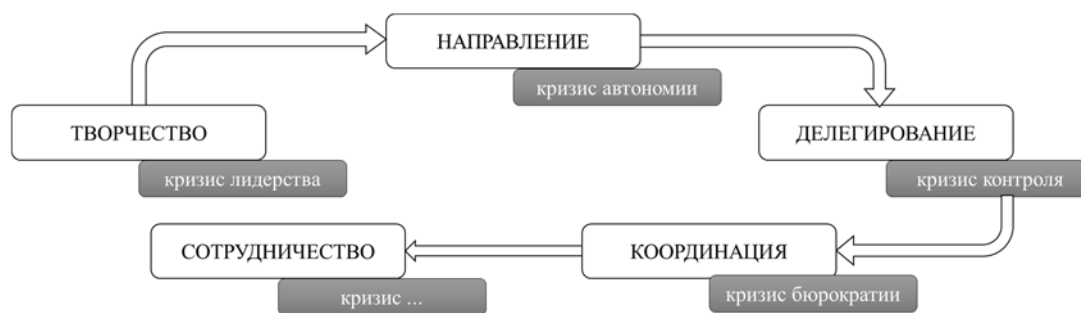 НАПРАВЛЕНИЕ
кризис автономии
ТВОРЧЕСТВО
кризис лидерства
ДЕЛЕГИРОВАНИЕ
кризис контроля
СОТРУДНИЧЕСТВО
кризис ...
КООРДИНАЦИЯ
кризис бюрократии